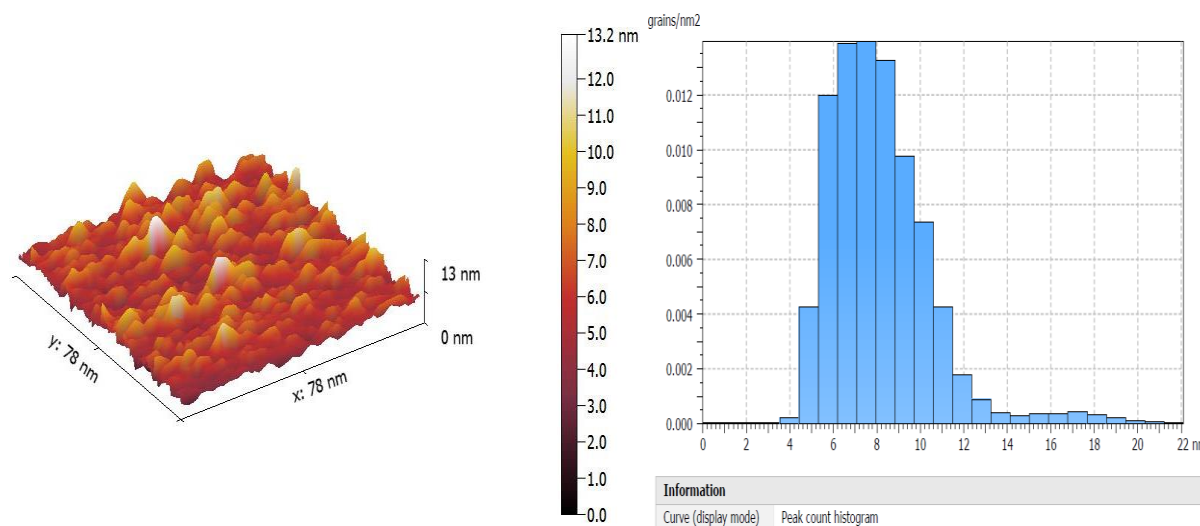 13.2 nm
12.0
11.0
10.0
9.0
8.0
7.0
6.0
5.0
4.0
3.0
2.0
1.0
0.0
13 nm
0 nm
y: 78 nm
x: 78 nm
grains/nm2
0.012
0.010
0.008
0.006
0.004
0.002
0.000
0 2 4 6 8 10 12 14 16 18 20 22 n
Information
Curve (display mode) Peak count histogram